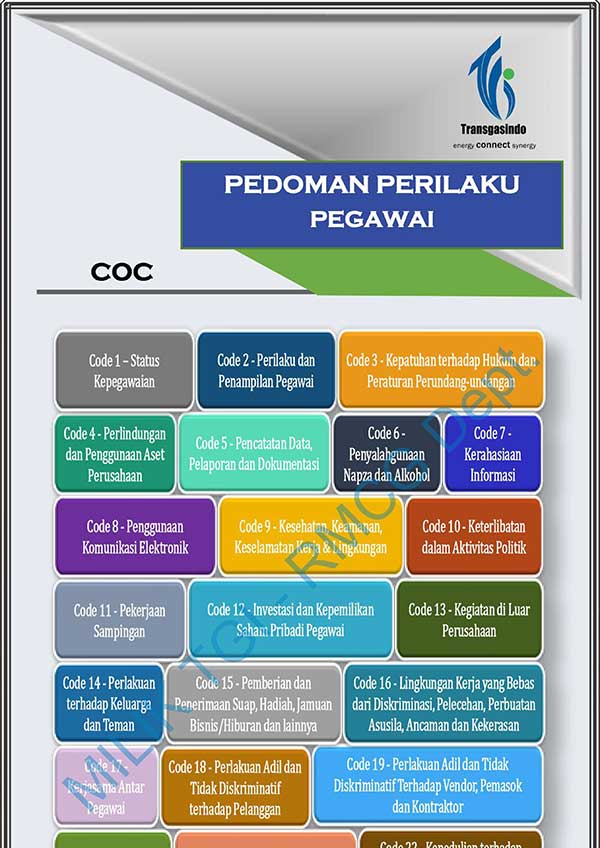 Transgasindo
energy connect synergy
PEDOMAN PERILAKU
PEGAWAI
COC
Code 1 – Status
Kepegawaian
Code 2 - Perilaku dan
Penampilan Pegawai
Code 3 - Kepatuhan terhadap Hukum dan
Peraturan Perundang-undangan
Code 4 - Perlindungan
dan Penggunaan Aset
Perusahaan
Code 5 - Pencatatan Data,
Pelaporan dan Dokumentasi
Code 6 -
Penyalahgunaan
Napza dan Alkohol
Code 7 -
Kerahasiaan
Informasi
Code 8 - Penggunaan
Komunikasi Elektronik
Code 9 - Kesehatan, Keamanan,
Keselamatan Kerja & Lingkungan
Code 10 - Keterlibatan
dalam Aktivitas Politik
Code 11 - Pekerjaan
Sampingan
Code 12 - Investasi dan Kepemilikan
Saham Pribadi Pegawai
Code 13 - Kegiatan di Luar
Perusahaan
Code 14 - Perlakuan
terhadap Keluarga
dan Teman
Code 15 - Pemberian dan
Penerimaan Suap, Hadiah, Jamuan
Bisnis/Hiburan dan lainnya
Code 16 - Lingkungan Kerja yang Bebas
dari Diskriminasi, Pelecehan, Perbuatan
Asusila, Ancaman dan Kekerasan
Code 17 -
Kerjasama Antar
Pegawai
Code 18 - Perlakuan Adil dan
Tidak Diskriminatif
terhadap Pelanggan
Code 19 - Perlakuan Adil dan Tidak
Diskriminatif Terhadap Vendor, Pemasok
dan Kontraktor
Code 22 - Kepedulian terhadap
MILIK TGI - RMCG Dept.